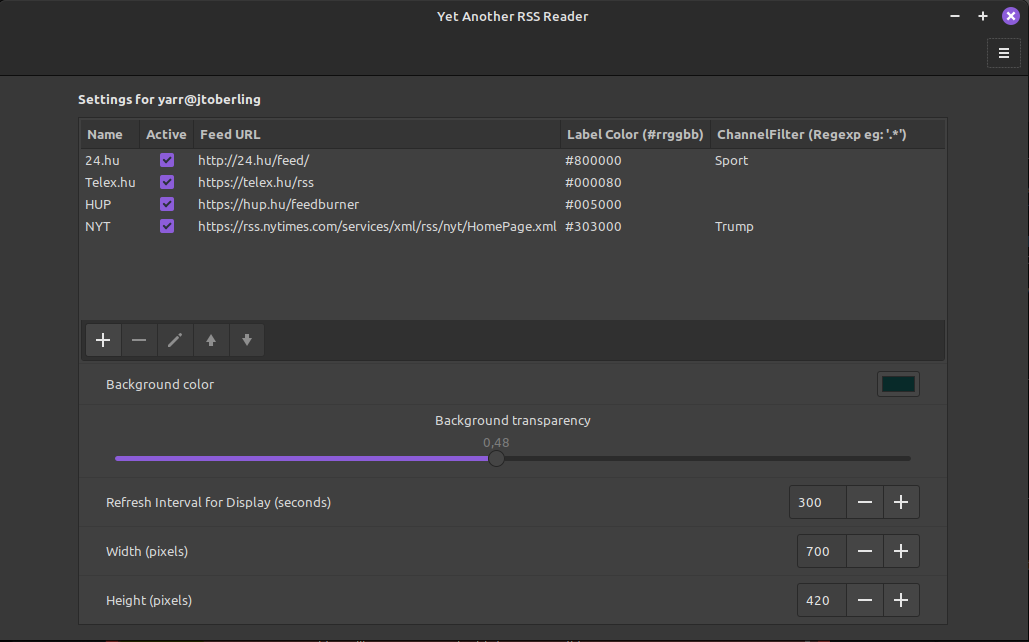 Yet Another RSS Reader
Settings for yarr@jtoberling
Name Active Feed URL Label Color (#rrggbb) ChannelFilter (Regexp eg: '.*')
24.hu http://24.hu/feed/ #800000 Sport
Telex.hu https://telex.hu/rss #000080
HUP https://hup.hu/feedburner #005000
NYT https://rss.nytimes.com/services/xml/rss/nyt/HomePage.xml #303000 Trump
Background color
Background transparency
0,48
Refresh Interval for Display (seconds) 300
Width (pixels) 700
Height (pixels) 420